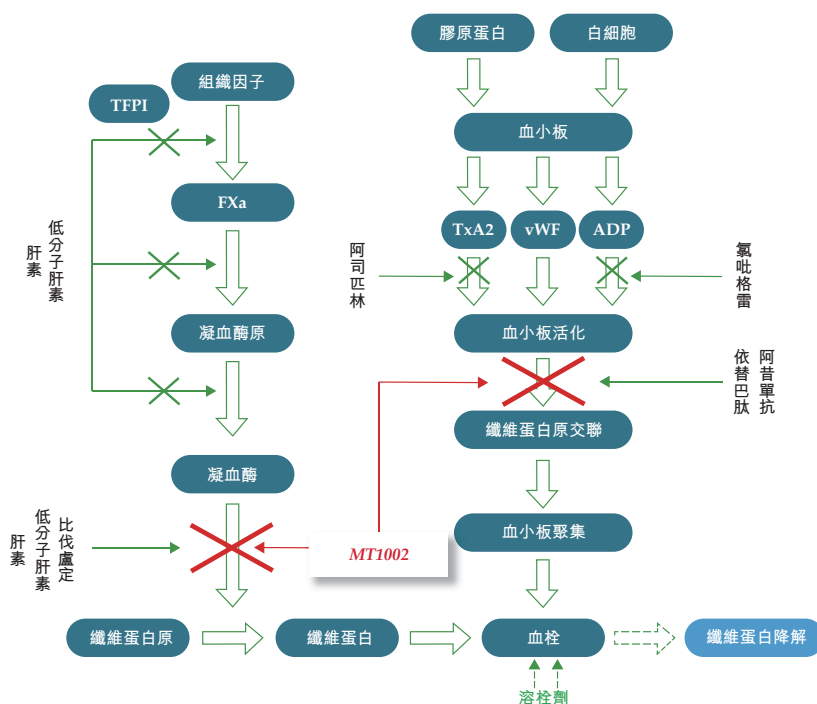 膠原蛋白
白細胞
組織因子
TFPI
血小板
FXa
TxA2
vWF
ADP
低分子肝素
肝素
阿司匹林
氯吡格雷
凝血酶原
血小板活化
阿昔單抗
依替巴肽
纖維蛋白原交聯
凝血酶
血小板聚集
比伐盧定
低分子肝素
肝素
MT1002
纖維蛋白原
纖維蛋白
血栓
纖維蛋白降解
溶栓劑